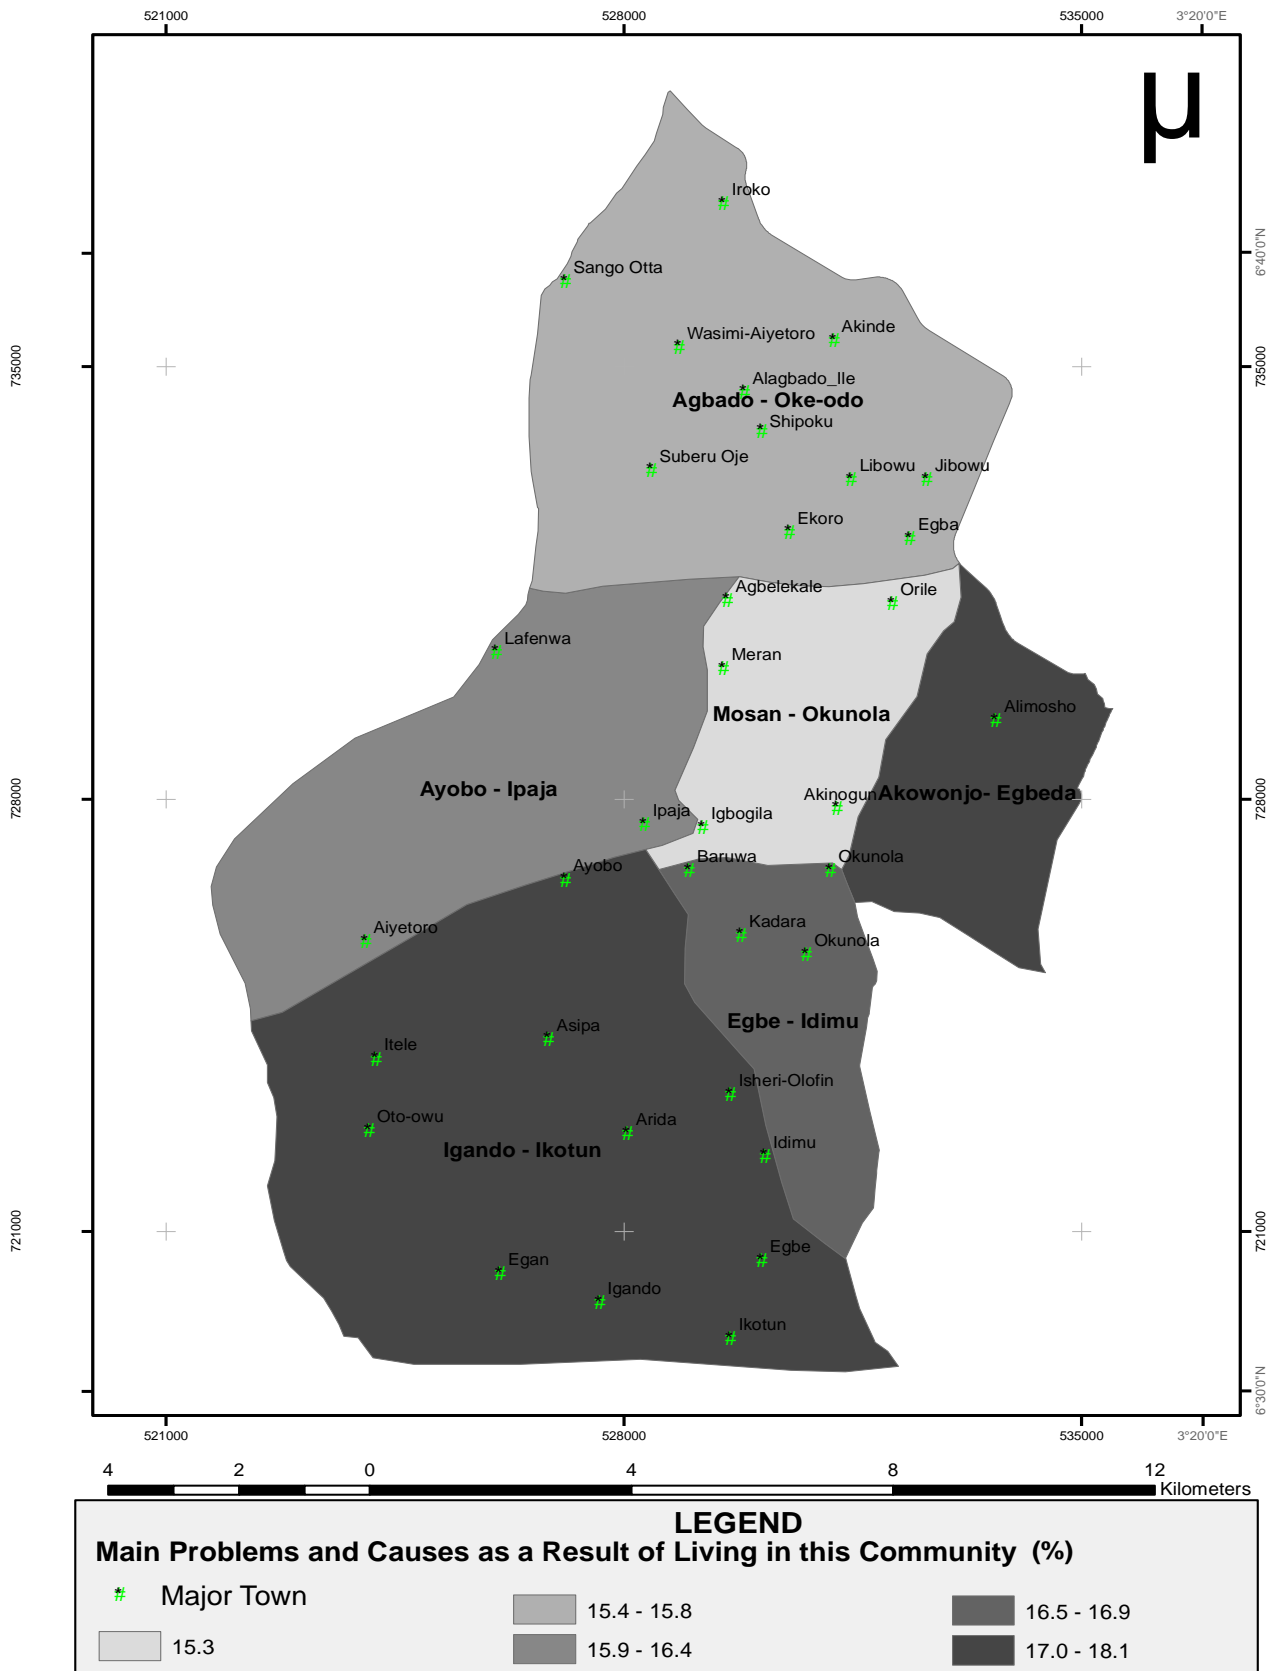 521000 528000 535000 3°20'0"E
µ
Iroko
6°40'0"N
Sango Otta
Wasimi-Aiyetoro
Akinde
735000
735000
Alagbado_Ile
Agbado - Oke-odo
Shipoku
Suberu Oje
Libowu
Jibowu
Ekoro
Egba
Agbelekale
Orile
Lafenwa
Meran
Alimosho
Mosan - Okunola
Ayobo - Ipaja
Akinogun
Akowonjo- Egbeda
728000
728000
Ipaja
Igbogila
Ayobo
Baruwa
Okunola
Aiyetoro
Kadara
Okunola
Asipa
Egbe - Idimu
Itele
Isheri-Olofin
Oto-owu
Arida
Igando - Ikotun
Idimu
721000
721000
Egbe
Egan
Igando
Ikotun
6°30'0"N
521000 528000 535000 3°20'0"E
4 2 0 4 8 12
Kilometers
LEGEND
Main Problems and Causes as a Result of Living in this Community (%)
Major Town
15.3
15.4 - 15.8
15.9 - 16.4
16.5 - 16.9
17.0 - 18.1